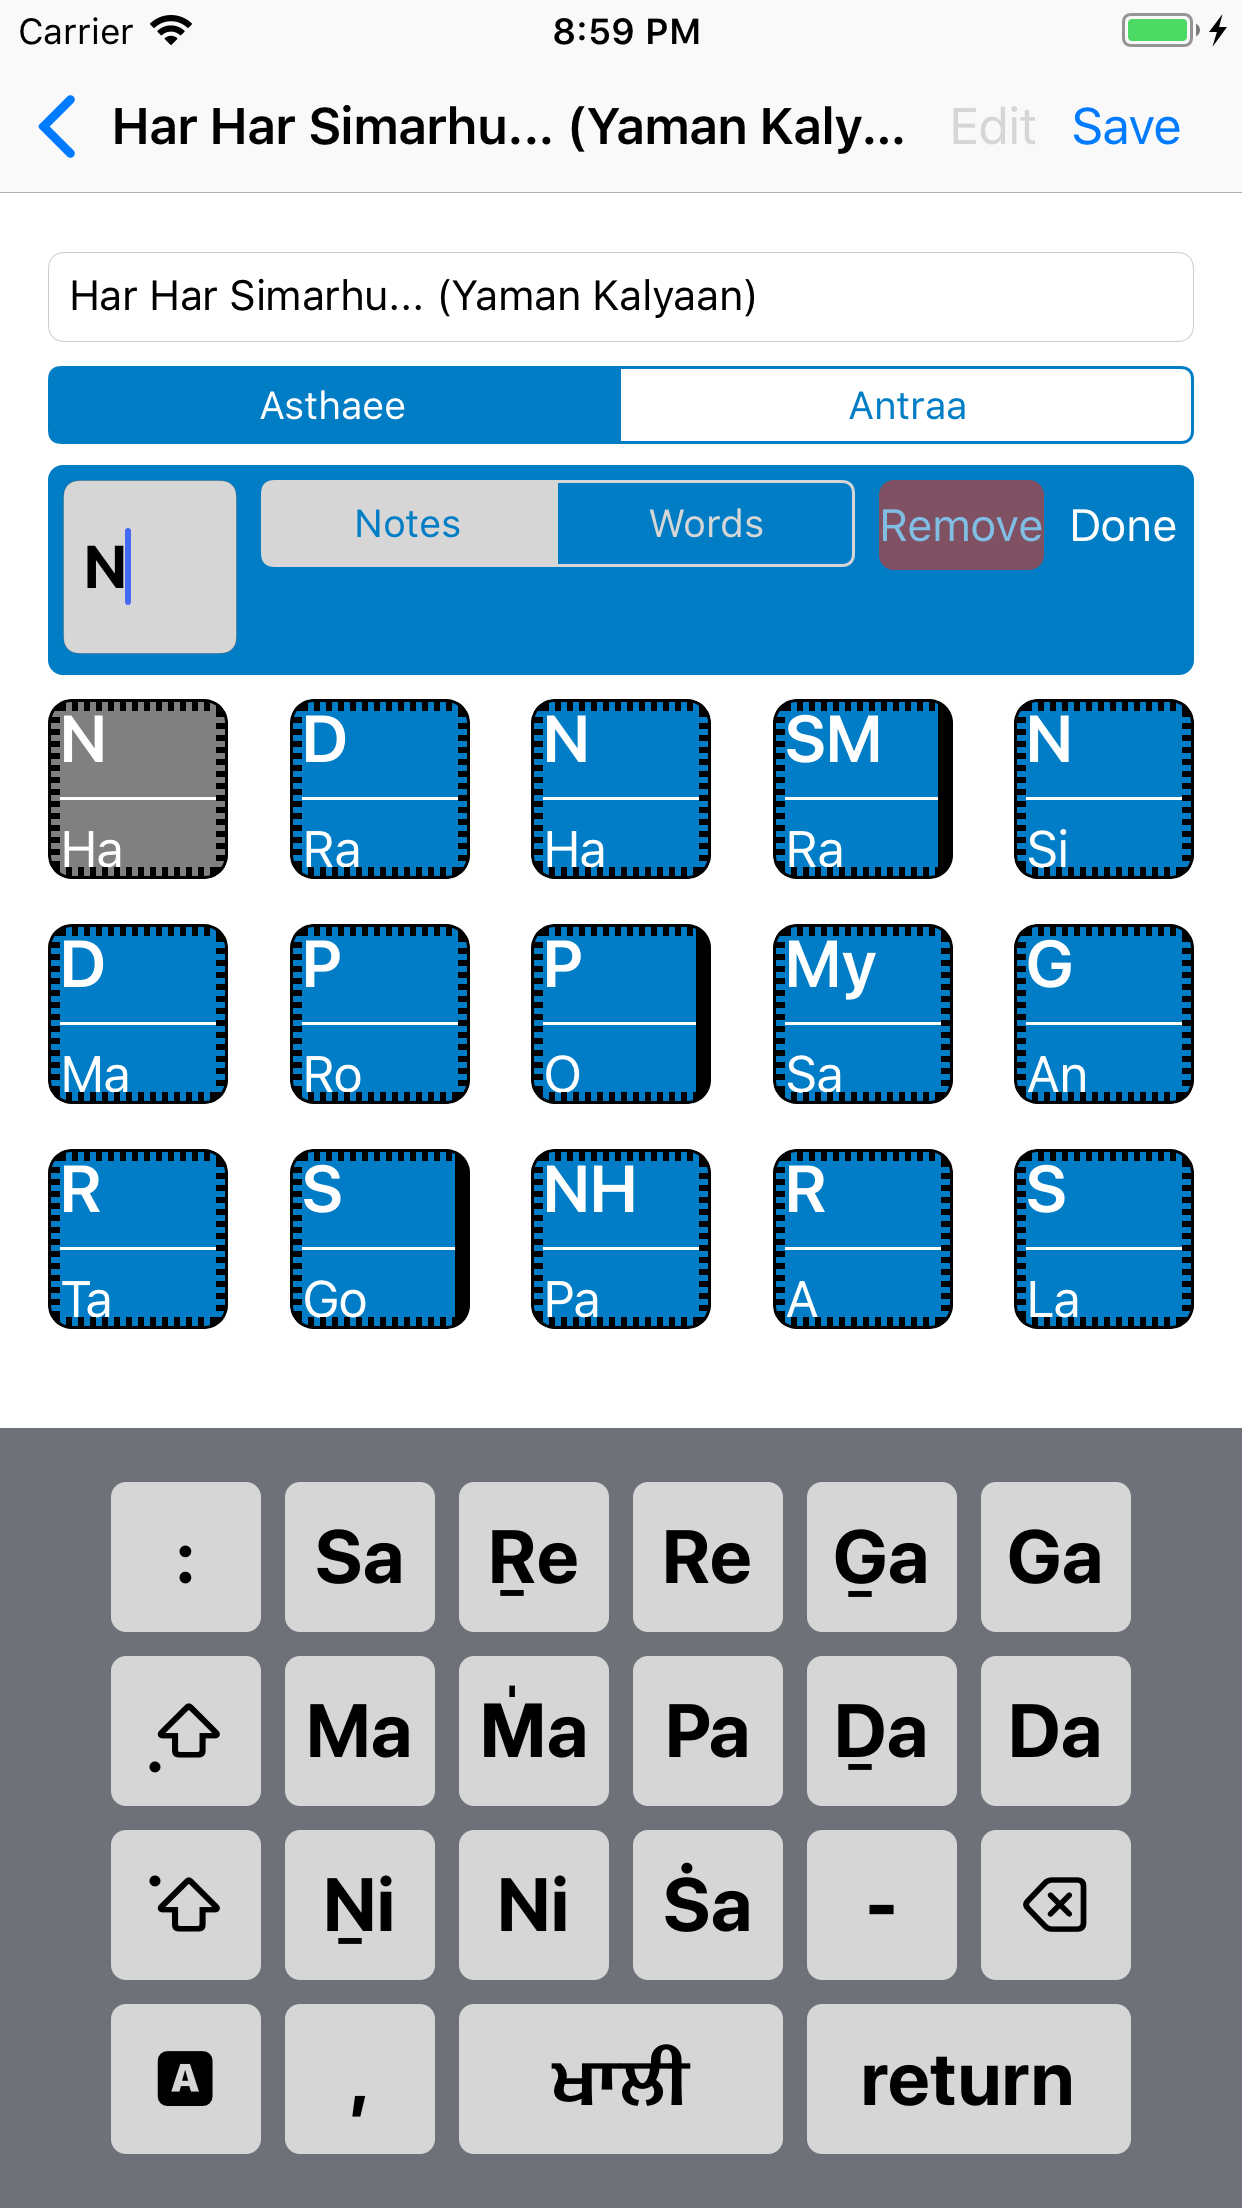 Carrier 8:59 PM
Har Har Simarhu... (Yaman Kaly... Edit Save
Har Har Simarhu... (Yaman Kalyaan)
Asthaee Antraa
N Notes Words Remove Done
N D N SM N
Ha Ra Ha Ra Si
D P P My G
Ma Ro O Sa An
R S NH R S
Ta Go Pa A La
: Sa R̲e Re G̲a Ga
Ma M̍a Pa D̲a Da
N̲i Ni Ṡa -
A , ਖਾਲੀ return